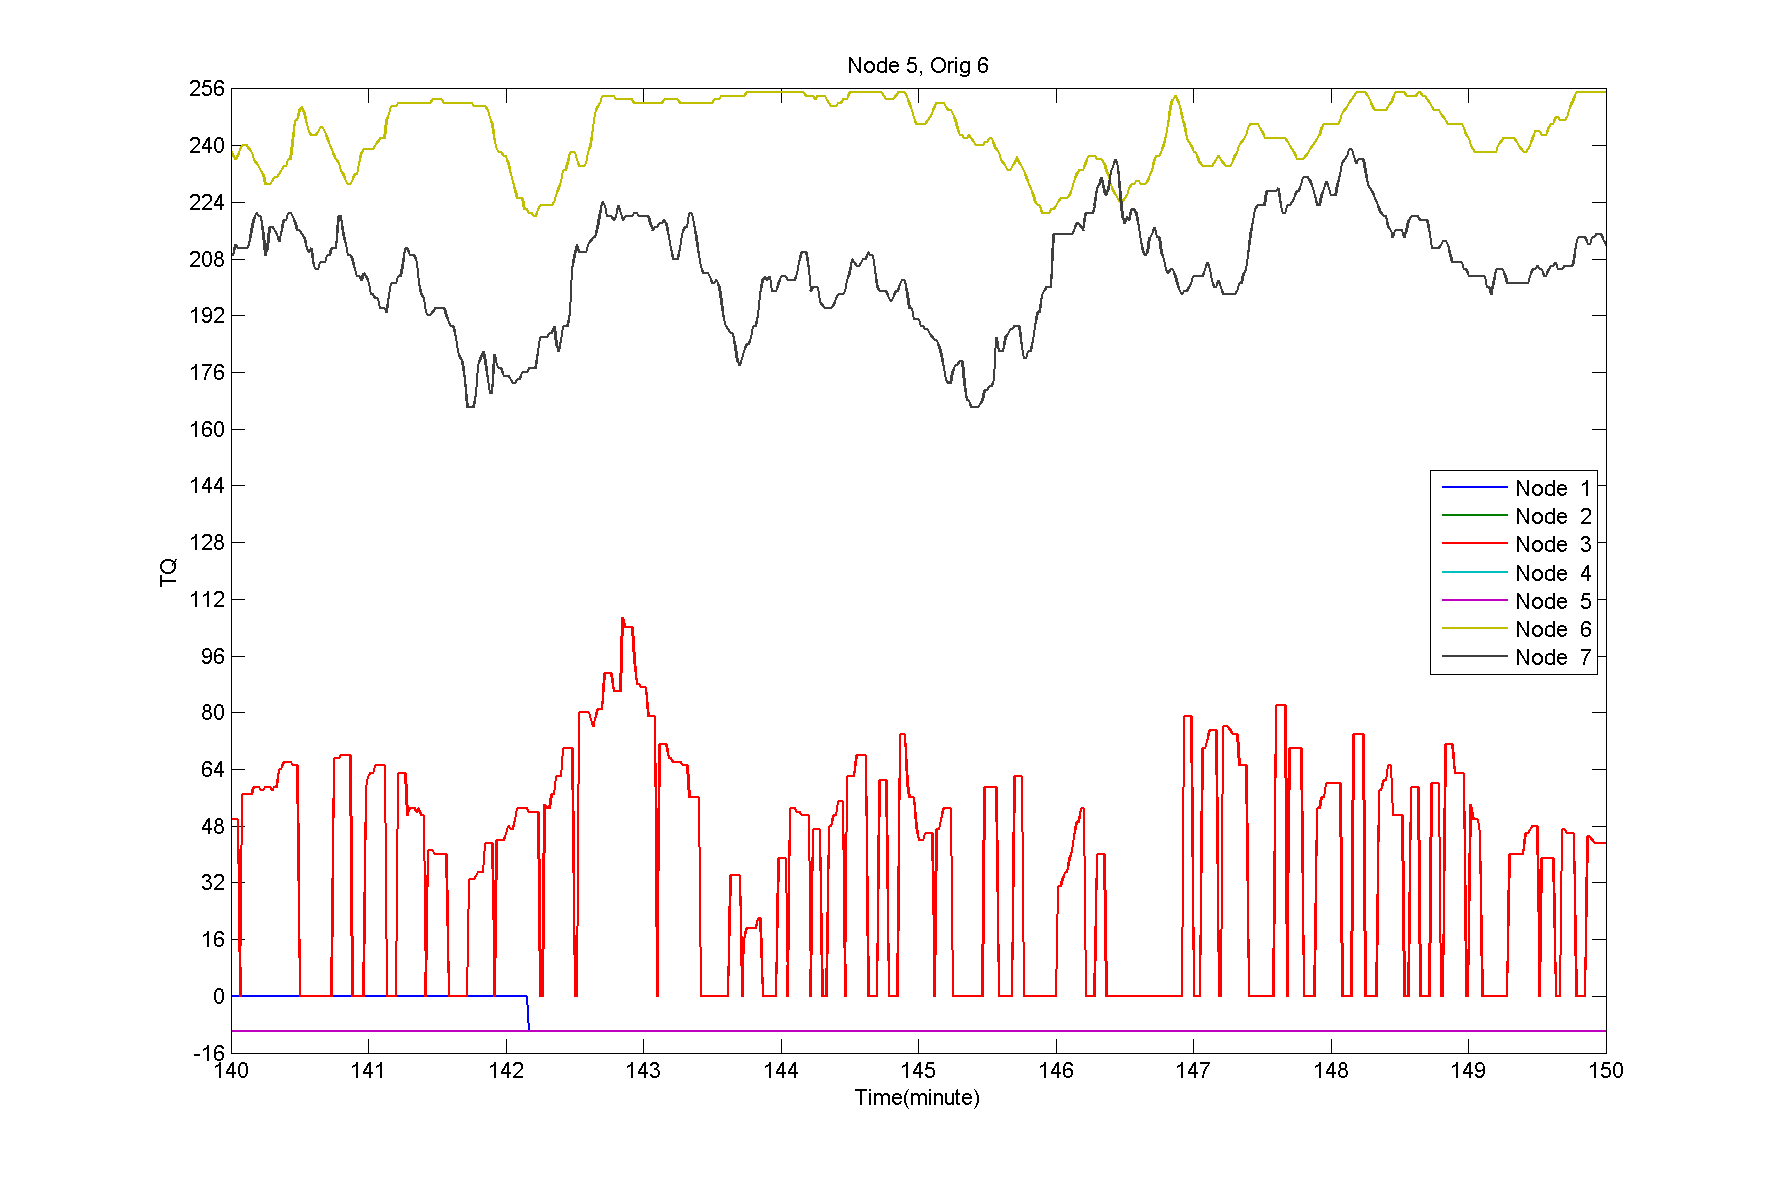 Node 5, Orig 6
256
240
224
208
192
176
160
144
128
112
96
80
64
48
32
16
0
-16
TQ
Node 1
Node 2
Node 3
Node 4
Node 5
Node 6
Node 7
140 141 142 143 144 145 146 147 148 149 150
Time(minute)